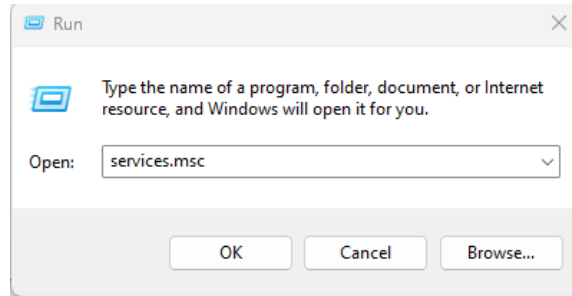 Run
Type the name of a program, folder, document, or Internet
resource, and Windows will open it for you.
Open: services.msc
OK Cancel Browse...